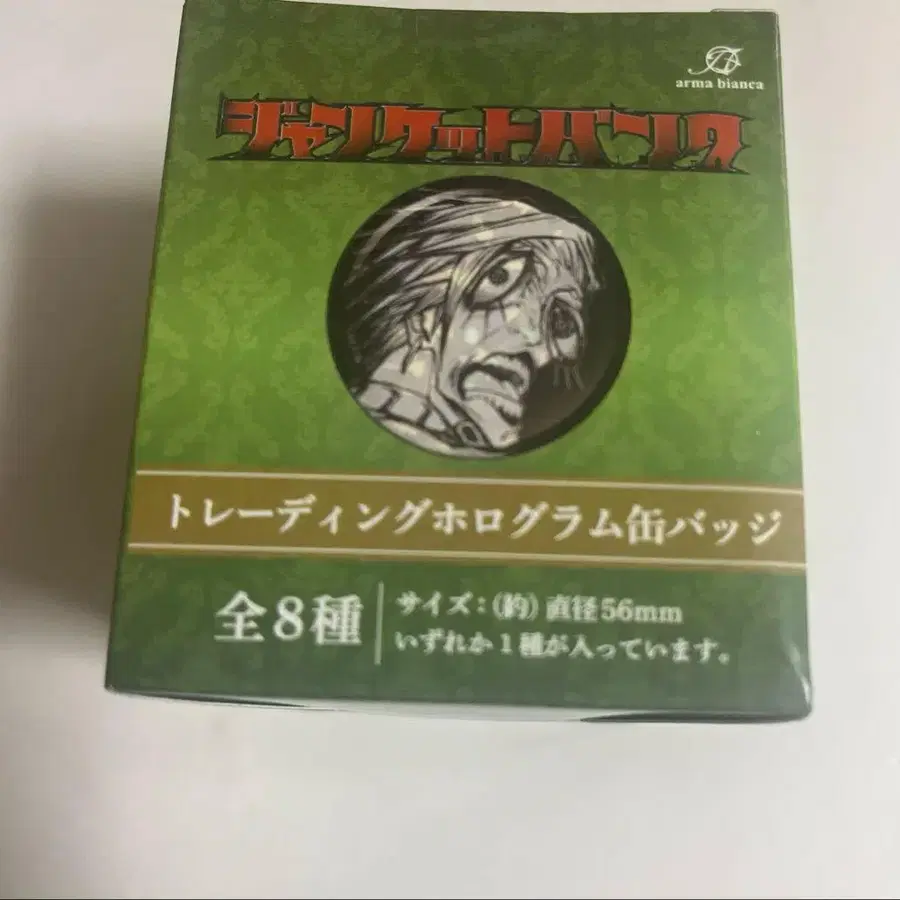 arma bianca
ジャンケットバンク
トレーディングホログラム缶バッジ
全8種
サイズ：(約)直径56mm
いずれか1種が入っています。